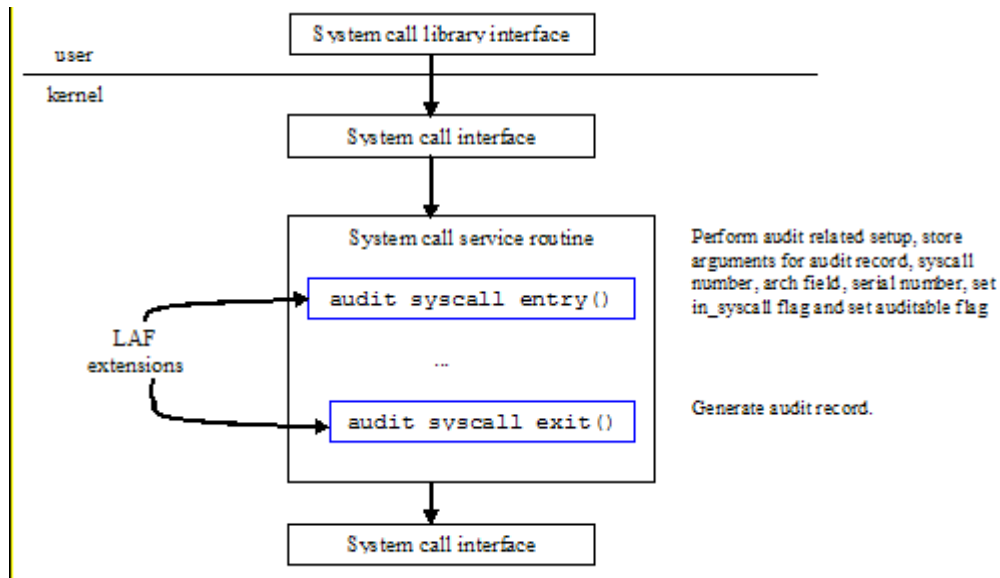 System call library interface
user
kernel
System call interface
System call service routine
Perform audit related setup, store
arguments for audit record, syscall
number, arch field, serial number, set
in_syscall flag and set auditable flag
audit syscall entry()
LAF
extensions
...
audit syscall exit()
Generate audit record.
System call interface